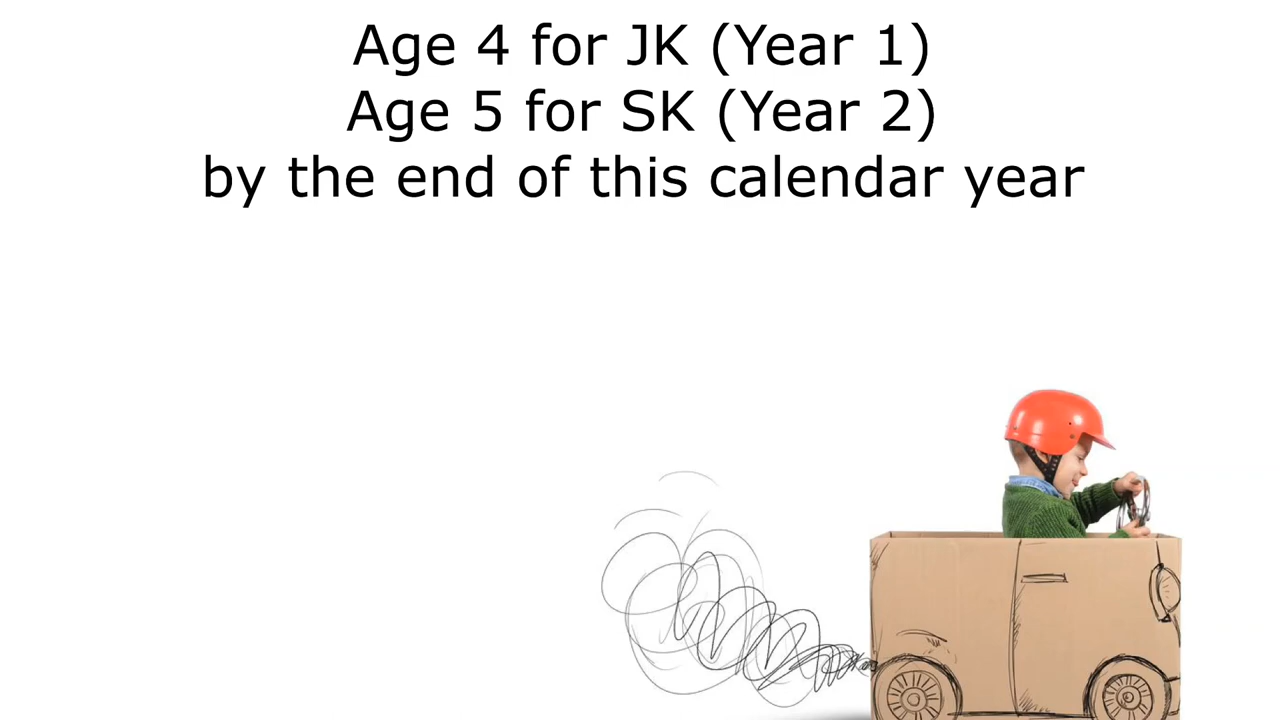 Age 4 for JK (Year 1)
Age 5 for SK (Year 2)
by the end of this calendar year